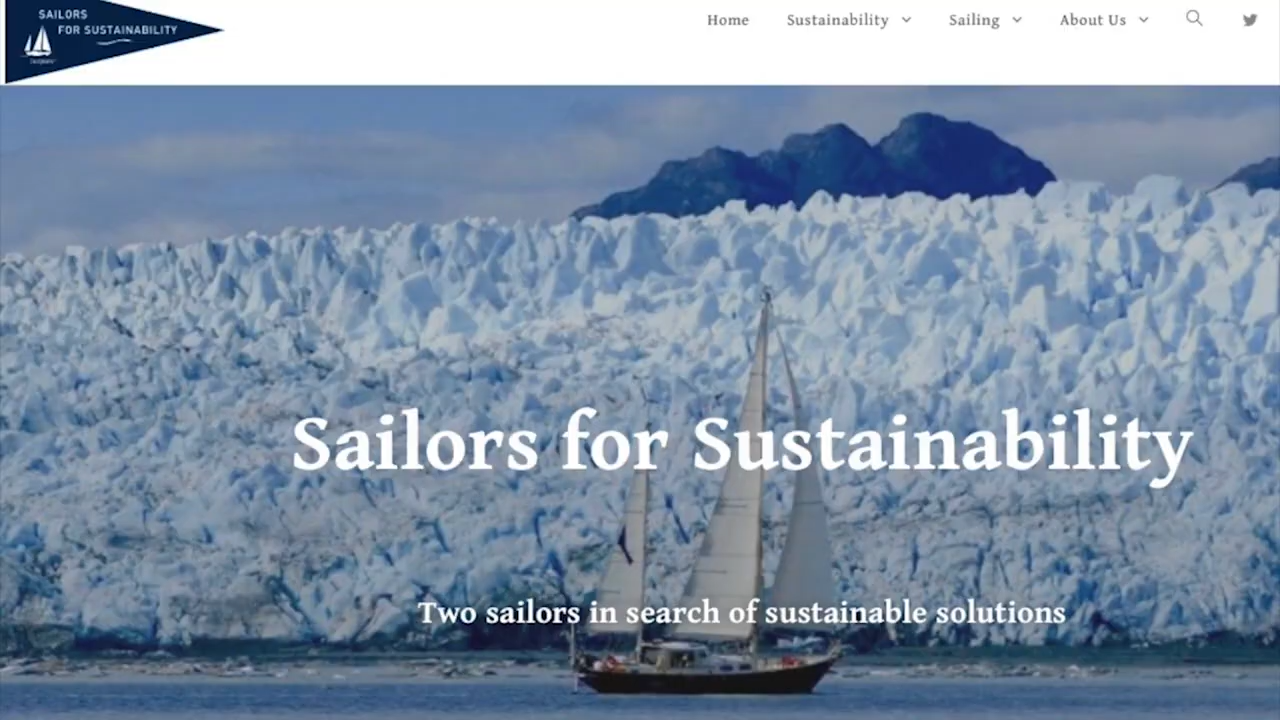 SAILORS
FOR SUSTAINABILITY
Home Sustainability Sailing About Us
Sailors for Sustainability
Two sailors in search of sustainable solutions